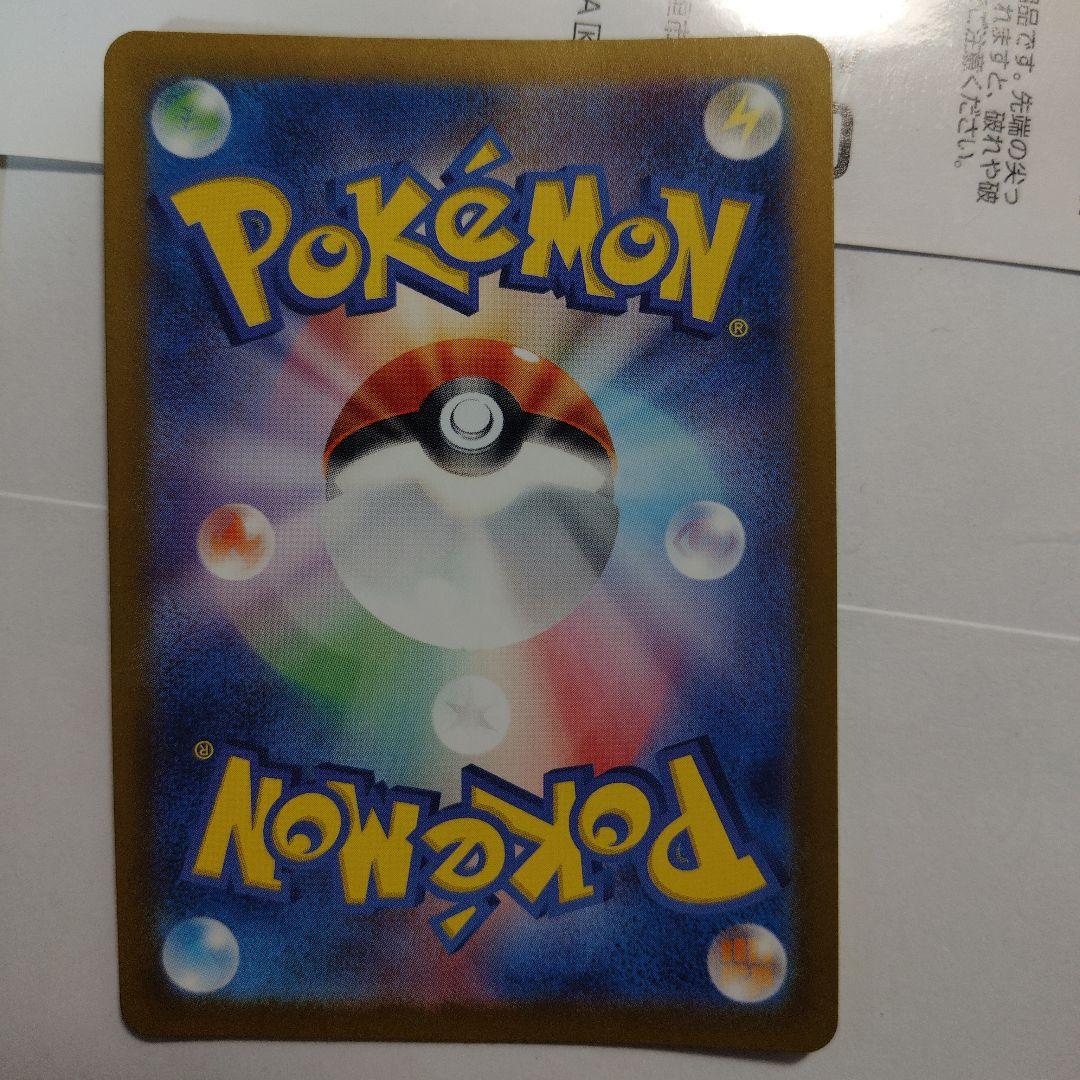 POKéMON
®
POKéMON
®
品です。先端の尖っ
れますと、破れや破
ご注意ください。
A K